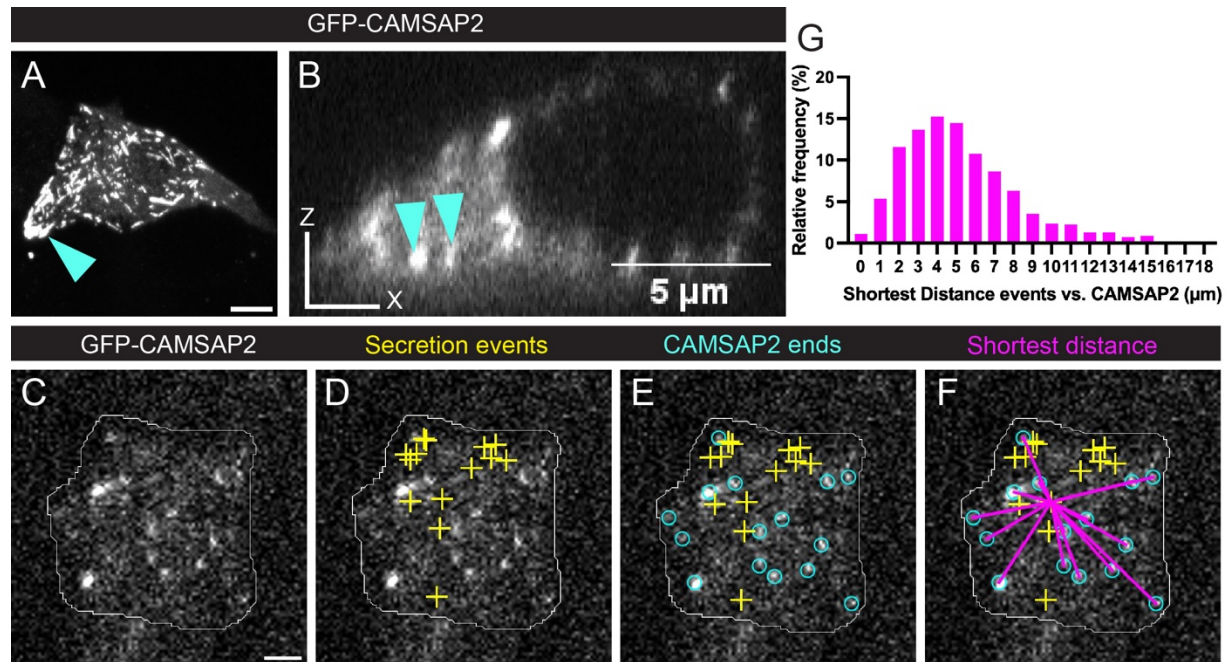 GFP-CAMSAP2
A
B
Z
X
5 µm
G
Relative frequency (%)
20
15
10
5
0
0 1 2 3 4 5 6 7 8 9 10 11 12 13 14 15 16 17 18
Shortest Distance events vs. CAMSAP2 (µm)
GFP-CAMSAP2
Secretion events
CAMSAP2 ends
Shortest distance
C
D
E
F